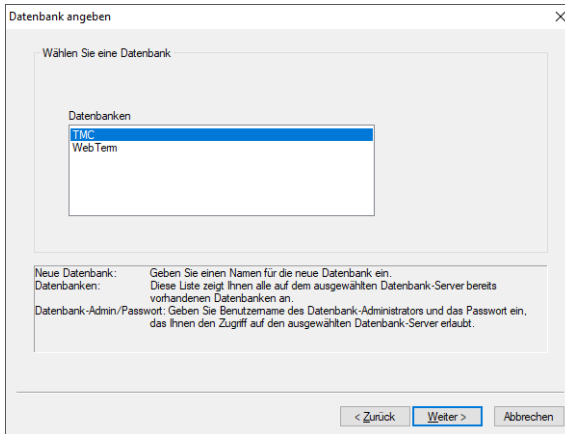 Datenbank angeben
Wählen Sie eine Datenbank
Datenbanken
TMC
WebTerm
Neue Datenbank: Geben Sie einen Namen für die neue Datenbank ein.
Datenbanken: Diese Liste zeigt Ihnen alle auf dem ausgewählten Datenbank-Server bereits
vorhandenen Datenbanken an.
Datenbank-Admin/Passwort: Geben Sie Benutzername des Datenbank-Administrators und das Passwort ein,
das Ihnen den Zugriff auf den ausgewählten Datenbank-Server erlaubt.
< Zurück Weiter > Abbrechen